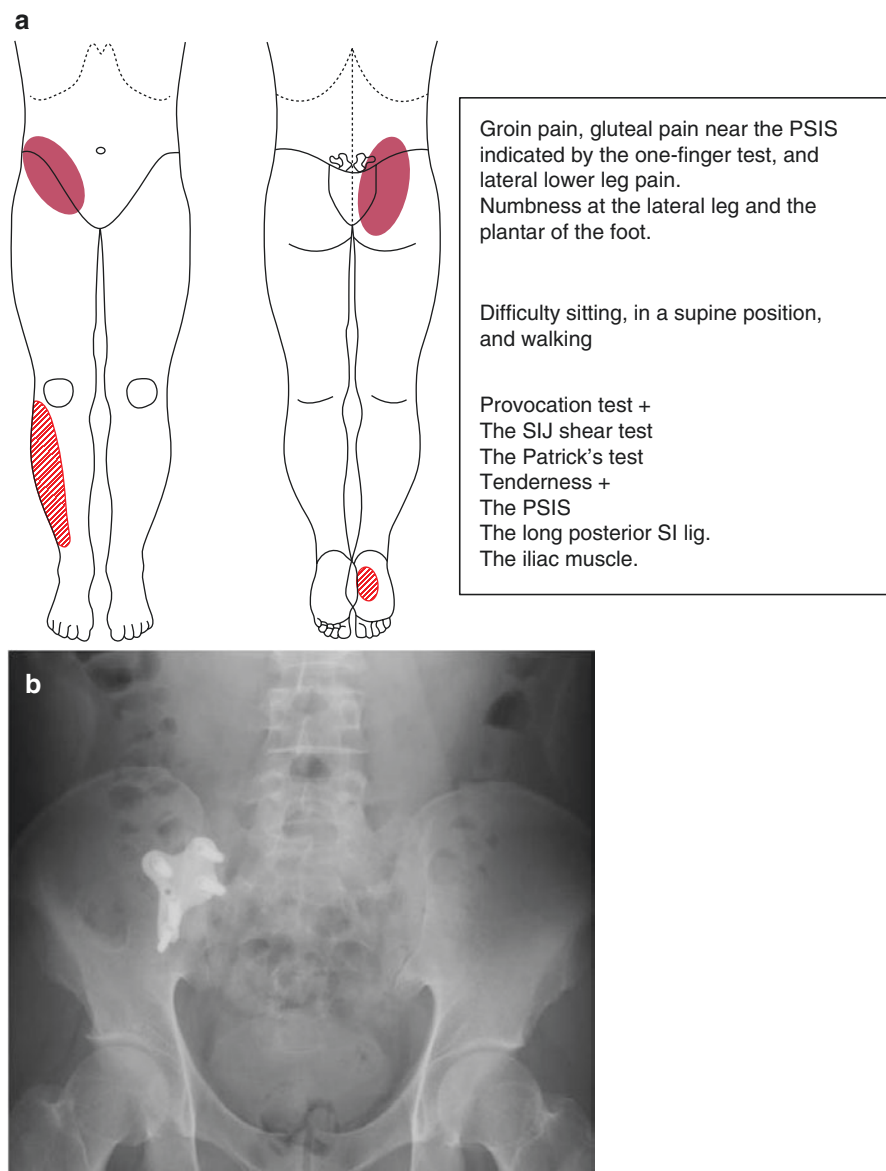 a
Groin pain, gluteal pain near the PSIS
indicated by the one-finger test, and
lateral lower leg pain.
Numbness at the lateral leg and the
plantar of the foot.
Difficulty sitting, in a supine position,
and walking
Provocation test +
The SIJ shear test
The Patrick's test
Tenderness +
The PSIS
The long posterior SI lig.
The iliac muscle.
b